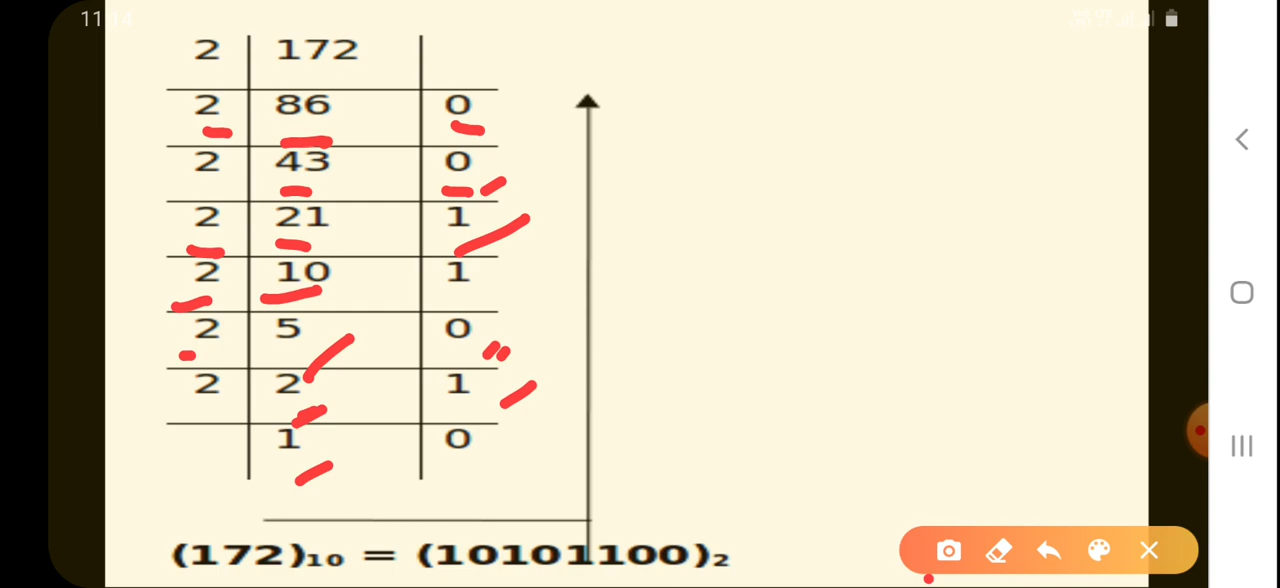 2 172
2 86 0
2 43 0
2 21 1
2 10 1
2 5 0
2 2 1
1 0
(172)₁₀ = (10101100)₂